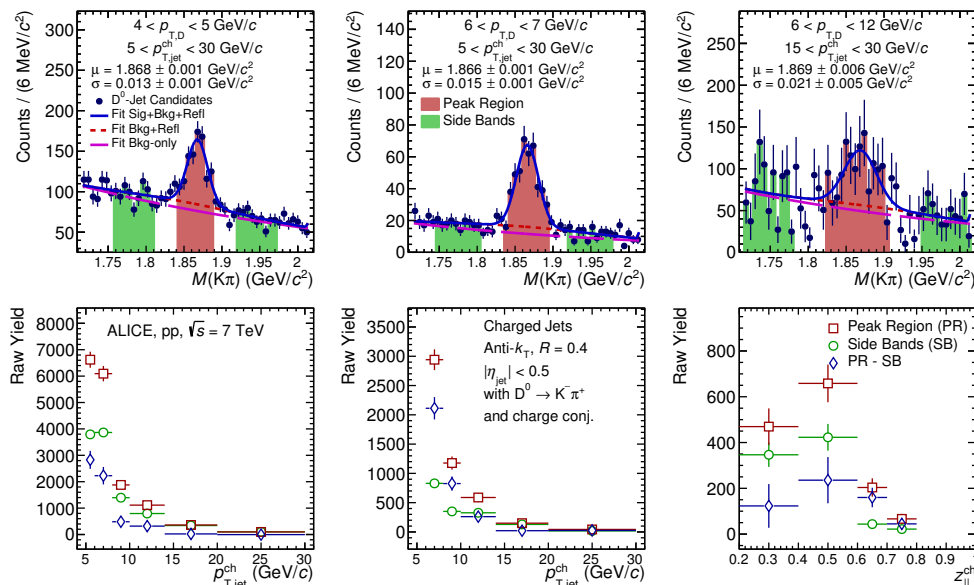 4 < p_T,D < 5 GeV/c
5 < p^ch_T,jet < 30 GeV/c
μ = 1.868 ± 0.001 GeV/c²
σ = 0.013 ± 0.001 GeV/c²
D⁰-Jet Candidates
Fit Sig+Bkg+Refl
Fit Bkg+Refl
Fit Bkg-only
Counts / (6 MeV/c²)
300
250
200
150
100
50
1.75 1.8 1.85 1.9 1.95 2
M(Kπ) (GeV/c²)
6 < p_T,D < 7 GeV/c
5 < p^ch_T,jet < 30 GeV/c
μ = 1.866 ± 0.001 GeV/c²
σ = 0.015 ± 0.001 GeV/c²
Peak Region
Side Bands
Counts / (6 MeV/c²)
140
120
100
80
60
40
20
0
1.75 1.8 1.85 1.9 1.95 2
M(Kπ) (GeV/c²)
6 < p_T,D < 12 GeV/c
15 < p^ch_T,jet < 30 GeV/c
μ = 1.869 ± 0.006 GeV/c²
σ = 0.021 ± 0.005 GeV/c²
Counts / (6 MeV/c²)
250
200
150
100
50
0
1.75 1.8 1.85 1.9 1.95 2
M(Kπ) (GeV/c²)
ALICE, pp, √s = 7 TeV
Raw Yield
8000
7000
6000
5000
4000
3000
2000
1000
0
5 10 15 20 25 30
p^ch_T,jet (GeV/c)
Charged Jets
Anti-k_T, R = 0.4
|η_jet| < 0.5
with D⁰ → K⁻π⁺
and charge conj.
Raw Yield
3500
3000
2500
2000
1500
1000
500
0
5 10 15 20 25 30
p^ch_T,jet (GeV/c)
Peak Region (PR)
Side Bands (SB)
PR - SB
Raw Yield
800
600
400
200
0
0.2 0.3 0.4 0.5 0.6 0.7 0.8 0.9